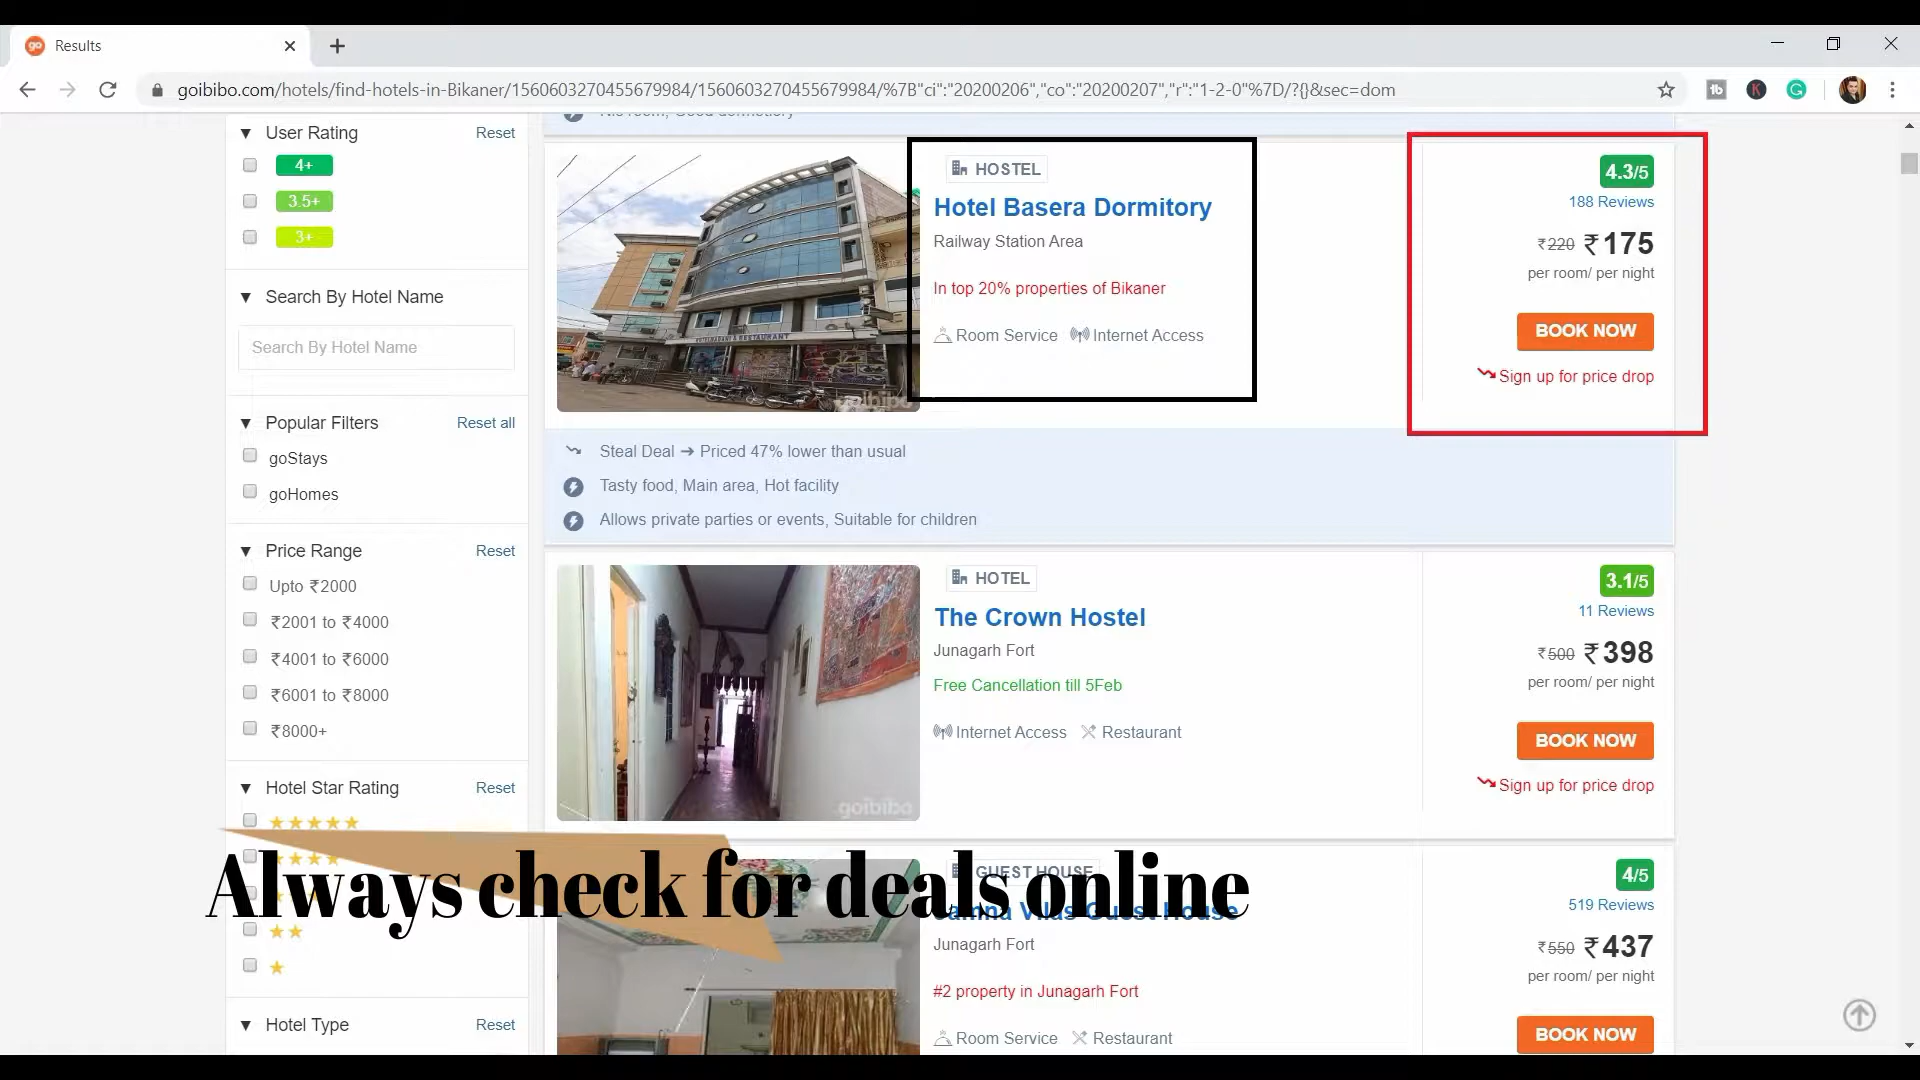 Results
goibibo.com/hotels/find-hotels-in-Bikaner/1560603270455679984/1560603270455679984/%7B"ci":"20200206","co":"20200207","r":"1-2-0"%7D/?{}&sec=dom
User Rating
Reset
4+
3.5+
3+
Search By Hotel Name
Search By Hotel Name
Popular Filters
Reset all
goStays
goHomes
Price Range
Reset
Upto ₹2000
₹2001 to ₹4000
₹4001 to ₹6000
₹6001 to ₹8000
₹8000+
Hotel Star Rating
Reset
Hotel Type
Reset
HOSTEL
Hotel Basera Dormitory
Railway Station Area
In top 20% properties of Bikaner
Room Service Internet Access
goibibo
4.3/5
188 Reviews
₹220 ₹175
per room/ per night
BOOK NOW
Sign up for price drop
Steal Deal → Priced 47% lower than usual
Tasty food, Main area, Hot facility
Allows private parties or events, Suitable for children
HOTEL
The Crown Hostel
Junagarh Fort
Free Cancellation till 5Feb
Internet Access Restaurant
goibibo
3.1/5
11 Reviews
₹500 ₹398
per room/ per night
BOOK NOW
Sign up for price drop
Always check for deals online
GUEST HOUSE
Vilas Guest House
Junagarh Fort
#2 property in Junagarh Fort
Room Service Restaurant
4/5
519 Reviews
₹550 ₹437
per room/ per night
BOOK NOW